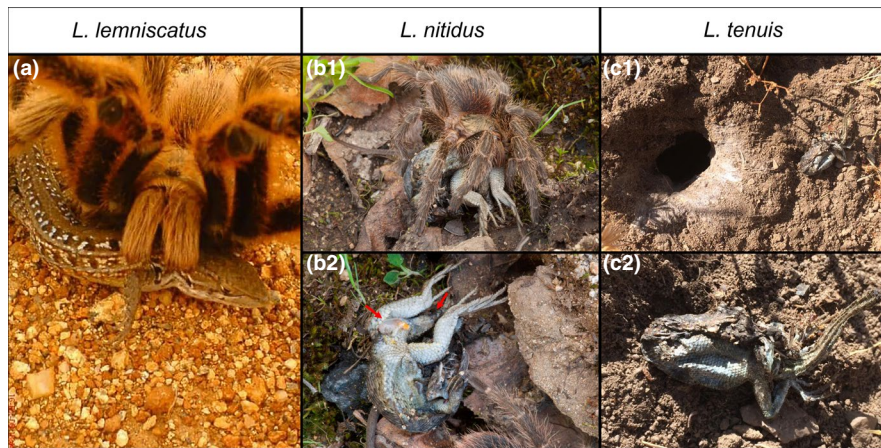 L. lemniscatus
L. nitidus
L. tenuis
(a)
(b1)
(c1)
(b2)
(c2)